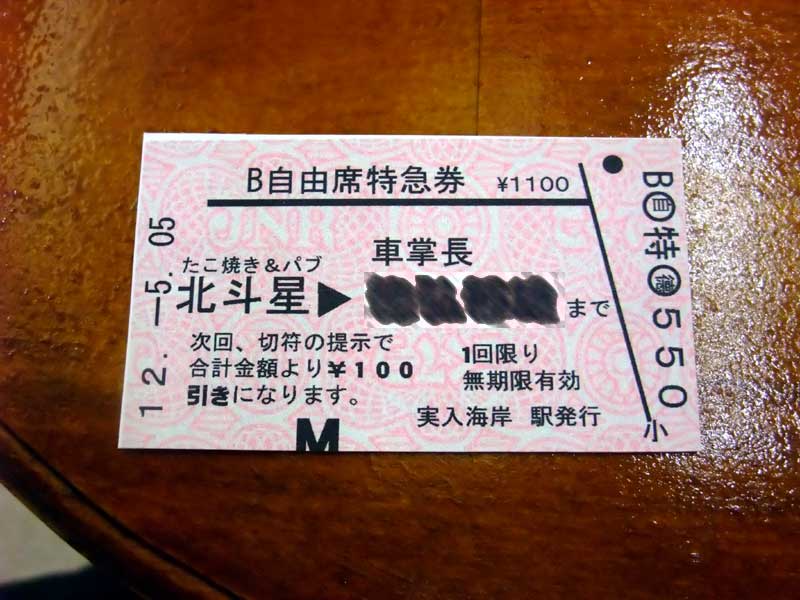 B自由席特急券 ¥1100
車掌長
たこ焼き&パブ
北斗星▶ まで
次回、切符の提示で
合計金額より¥100
引きになります。
1回限り
無期限有効
実入海岸 駅発行
M
12.-5.05
B自特徳550
小
JNR